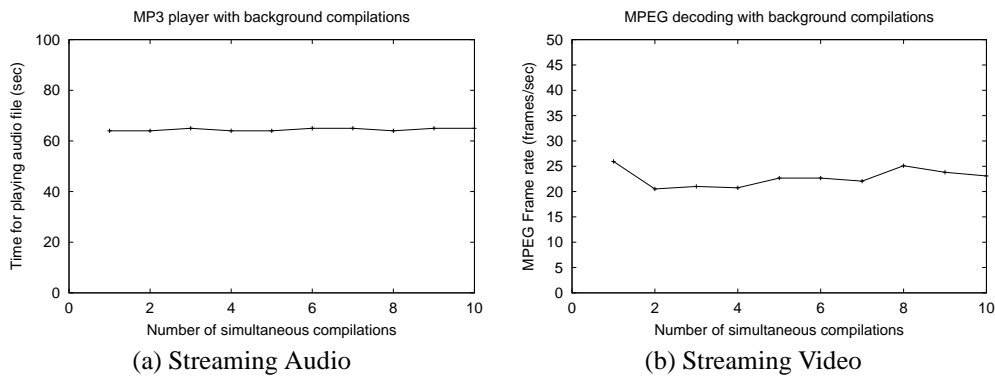 MP3 player with background compilations
100
80
60
40
20
0
Time for playing audio file (sec)
0 2 4 6 8 10
Number of simultaneous compilations
(a) Streaming Audio
MPEG decoding with background compilations
50
45
40
35
30
25
20
15
10
5
0
MPEG Frame rate (frames/sec)
0 2 4 6 8 10
Number of simultaneous compilations
(b) Streaming Video